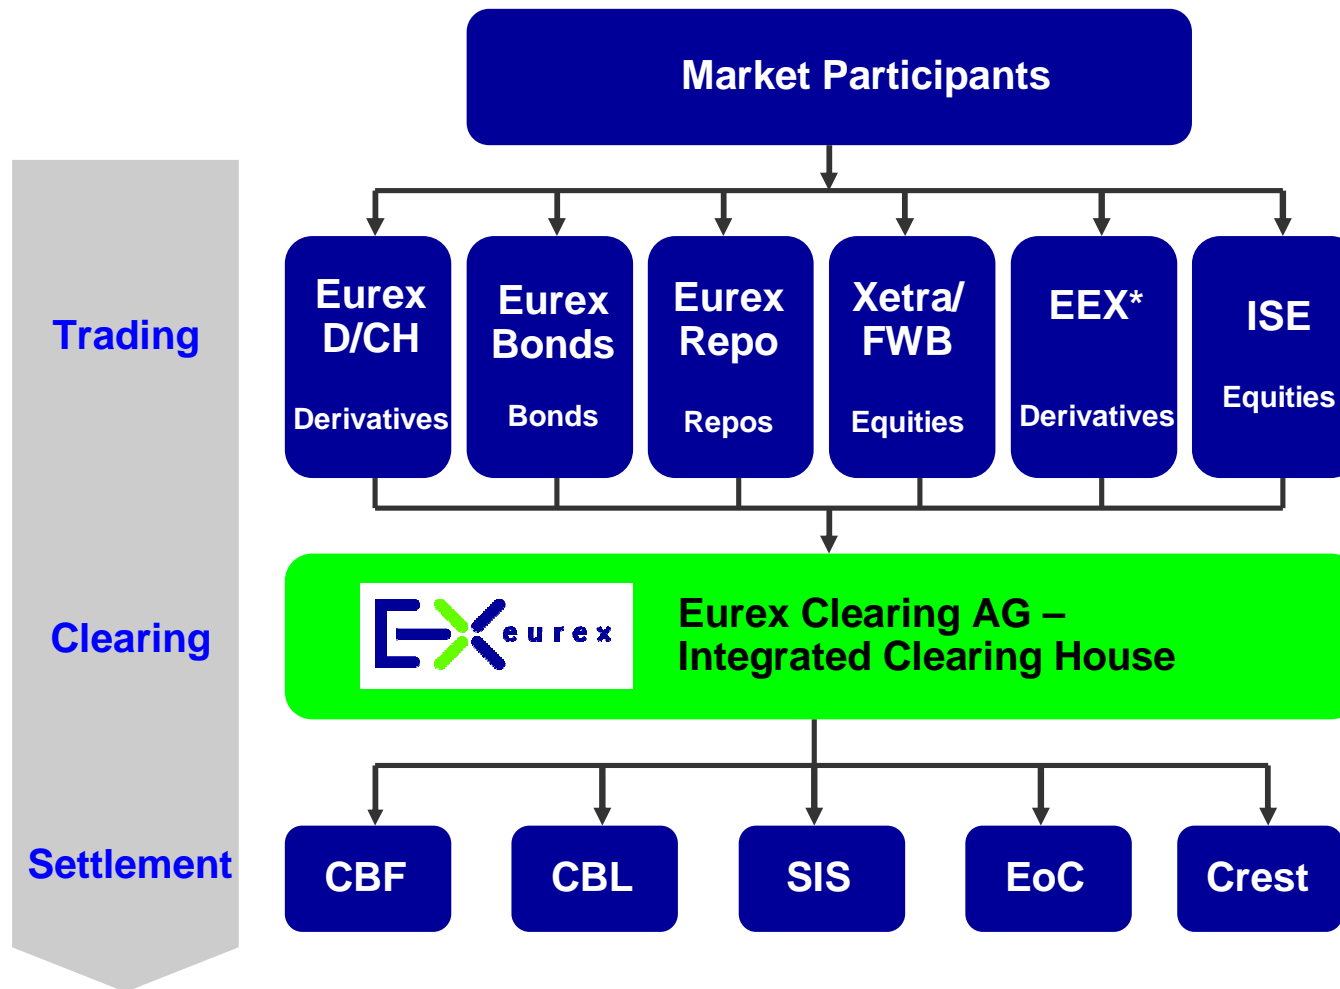 Market Participants
Trading
Eurex
D/CH
Derivatives
Eurex
Bonds
Bonds
Eurex
Repo
Repos
Xetra/
FWB
Equities
EEX*
Derivatives
ISE
Equities
Clearing
eurex
Eurex Clearing AG –
Integrated Clearing House
Settlement
CBF
CBL
SIS
EoC
Crest